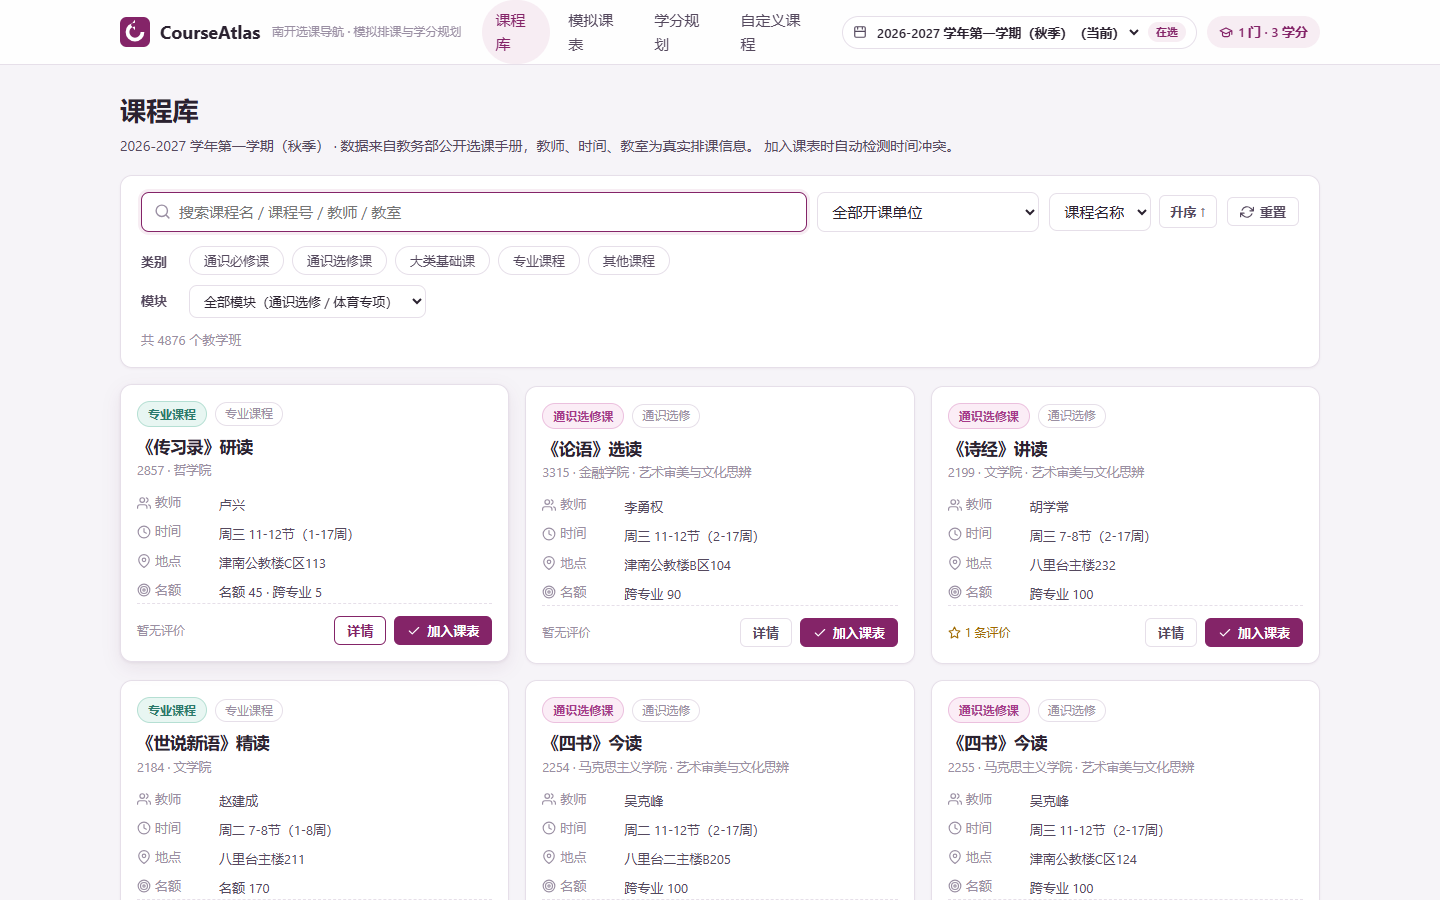 CourseAtlas
南开选课导航 · 模拟排课与学分规划
课程
库
模拟课
表
学分规
划
自定义课
程
2026-2027 学年第一学期（秋季） （当前）
在选
1 门 · 3 学分
课程库
2026-2027 学年第一学期（秋季） · 数据来自教务部公开选课手册，教师、时间、教室为真实排课信息。 加入课表时自动检测时间冲突。
搜索课程名 / 课程号 / 教师 / 教室
全部开课单位
课程名称
升序 ↑
重置
类别
通识必修课
通识选修课
大类基础课
专业课程
其他课程
模块
全部模块（通识选修 / 体育专项）
共 4876 个教学班
专业课程
专业课程
《传习录》研读
2857 · 哲学院
教师
卢兴
时间
周三 11-12节（1-17周）
地点
津南公教楼C区113
名额
名额 45 · 跨专业 5
暂无评价
详情
加入课表
通识选修课
通识选修
《论语》选读
3315 · 金融学院 · 艺术审美与文化思辨
教师
李勇权
时间
周三 11-12节（2-17周）
地点
津南公教楼B区104
名额
跨专业 90
暂无评价
详情
加入课表
通识选修课
通识选修
《诗经》讲读
2199 · 文学院 · 艺术审美与文化思辨
教师
胡学常
时间
周三 7-8节（2-17周）
地点
八里台主楼232
名额
跨专业 100
1 条评价
详情
加入课表
专业课程
专业课程
《世说新语》精读
2184 · 文学院
教师
赵建成
时间
周二 7-8节（1-8周）
地点
八里台主楼211
名额
名额 170
通识选修课
通识选修
《四书》今读
2254 · 马克思主义学院 · 艺术审美与文化思辨
教师
吴克峰
时间
周二 11-12节（2-17周）
地点
八里台二主楼B205
名额
跨专业 100
通识选修课
通识选修
《四书》今读
2255 · 马克思主义学院 · 艺术审美与文化思辨
教师
吴克峰
时间
周三 11-12节（2-17周）
地点
津南公教楼C区124
名额
跨专业 100